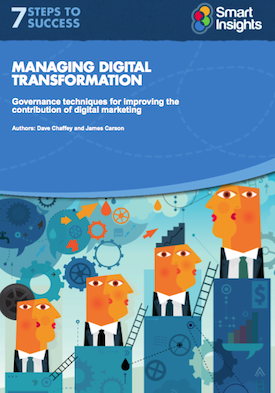 7 STEPS TO
SUCCESS
Smart
Insights
MANAGING DIGITAL
TRANSFORMATION
Governance techniques for improving the
contribution of digital marketing
Authors: Dave Chaffey and James Carson
$